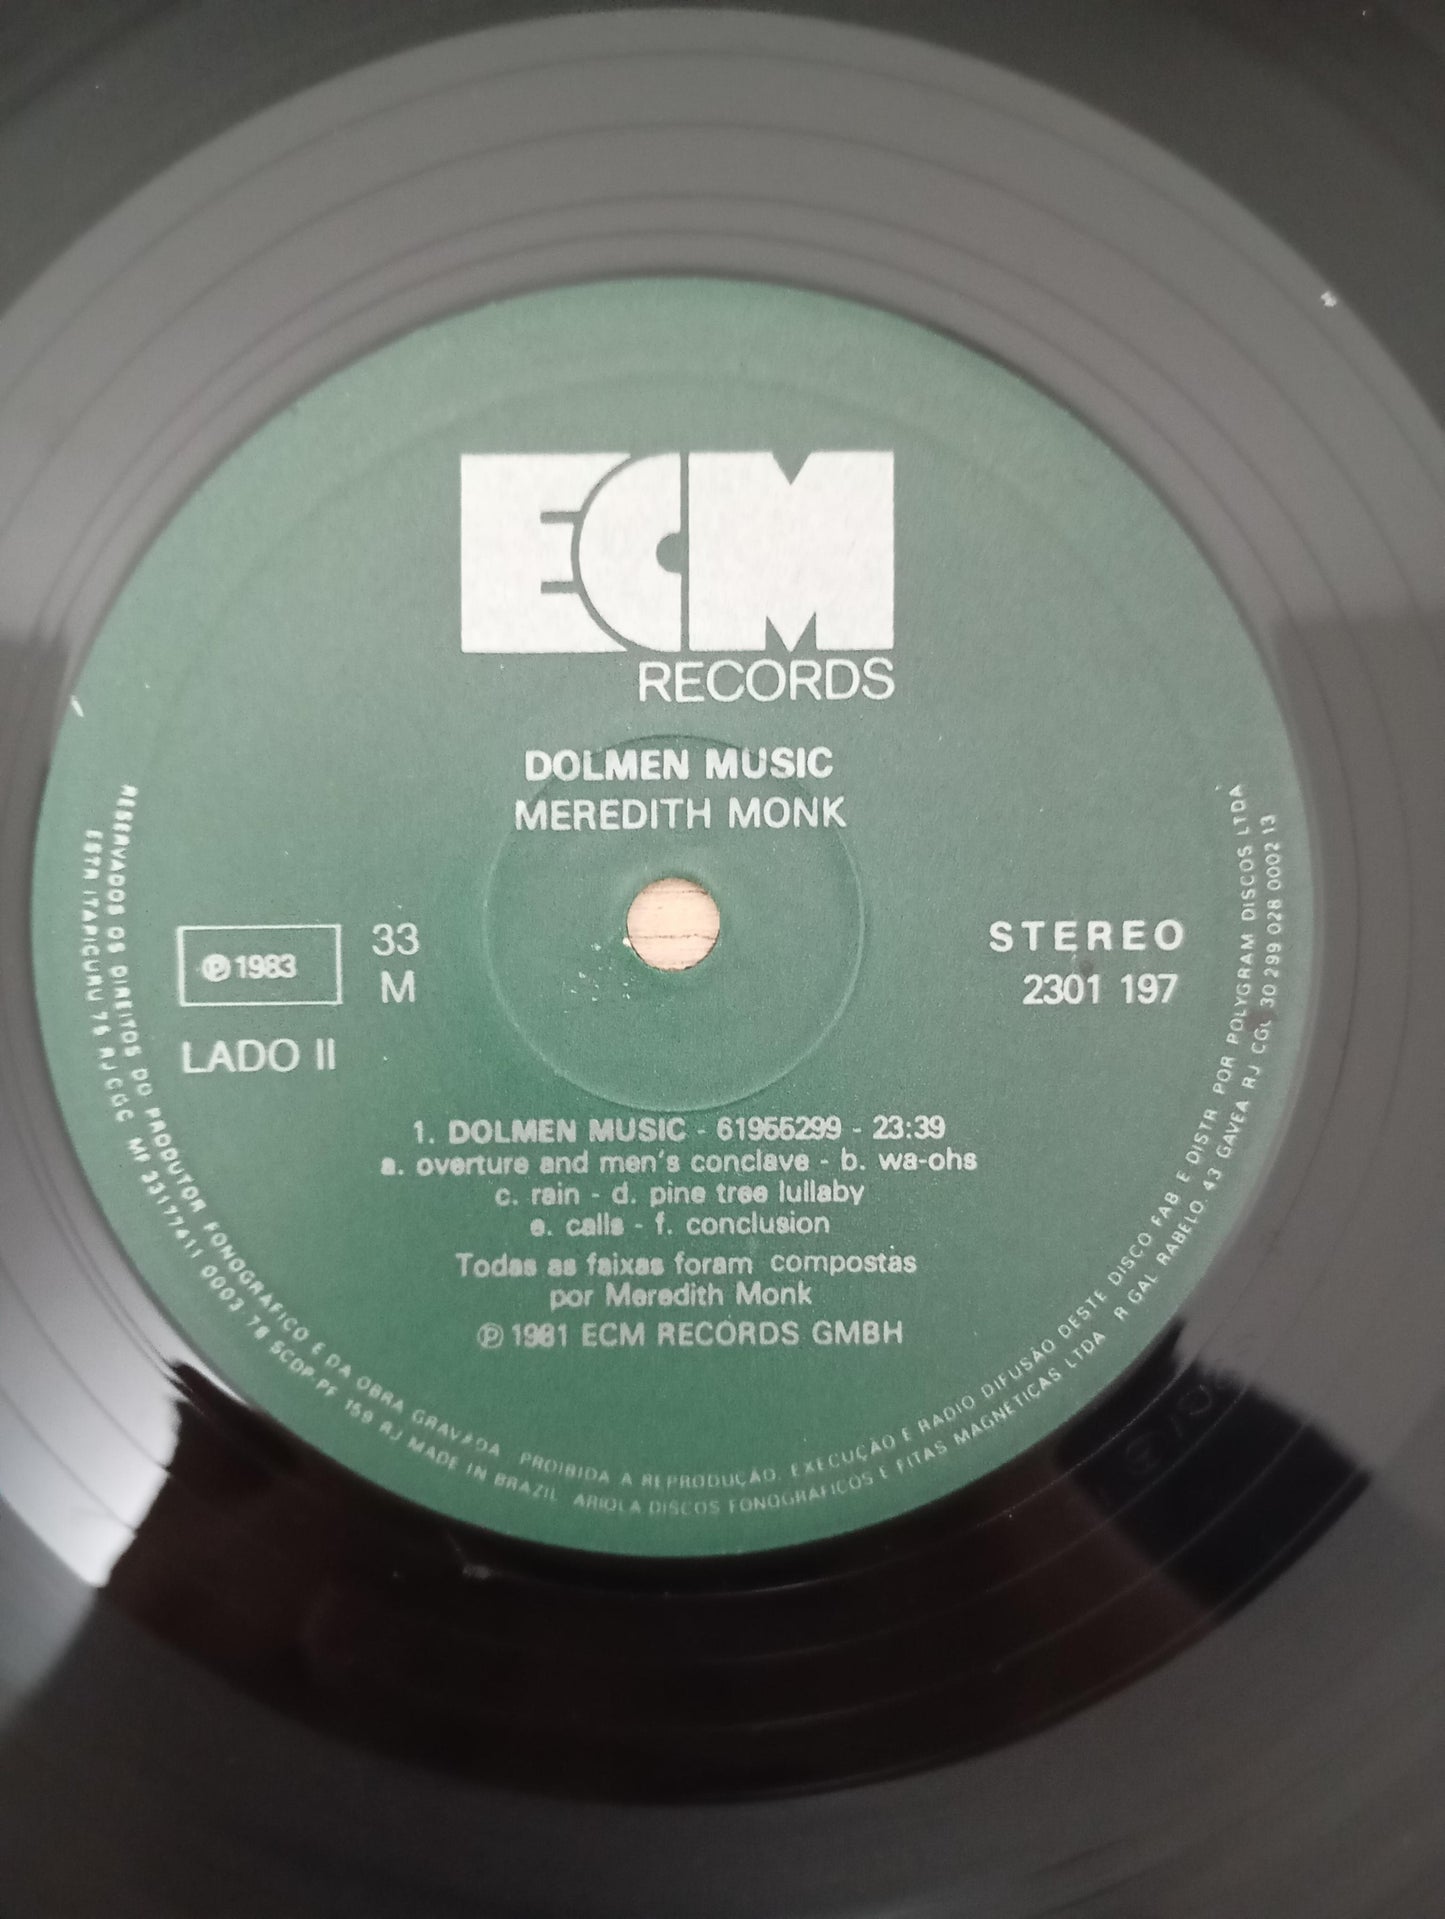 ECM
RECORDS
DOLMEN MUSIC
MEREDITH MONK
℗ 1983
33
M
STEREO
2301 197
LADO II
1. DOLMEN MUSIC - 61955299 - 23:39
a. overture and men's conclave - b. wa-ohs
c. rain - d. pine tree lullaby
e. calls - f. conclusion
Todas as faixas foram compostas
por Meredith Monk
℗ 1981 ECM RECORDS GMBH
RESERVADOS OS DIREITOS DO PRODUTOR FONOGRAFICO E DA OBRA GRAVADA. PROIBIDA A REPRODUÇÃO, EXECUÇÃO E RADIO DIFUSÃO DESTE DISCO FAB E DISTR POR POLYGRAM DISCOS LTDA
ESTR ITAPICURU 75 RJ CGC MF 33177411 0003 78 SCDP-PF 159 RJ MADE IN BRAZIL ARIOLA DISCOS FONOGRÁFICOS E FITAS MAGNÉTICAS LTDA R GAL RABELO, 43 GAVEA RJ CGC 30 299 028 0002 13